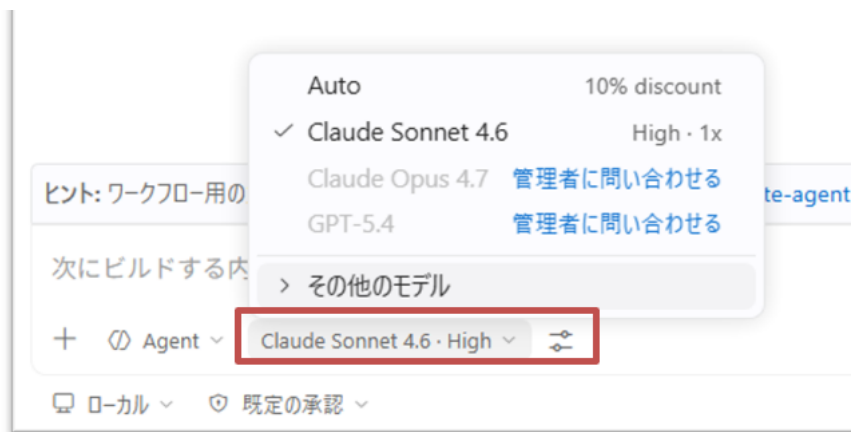 Auto 10% discount
Claude Sonnet 4.6 High · 1x
Claude Opus 4.7 管理者に問い合わせる
GPT-5.4 管理者に問い合わせる
その他のモデル
ヒント: ワークフロー用の
te-agent
次にビルドする内
Agent
Claude Sonnet 4.6 · High
ローカル 既定の承認